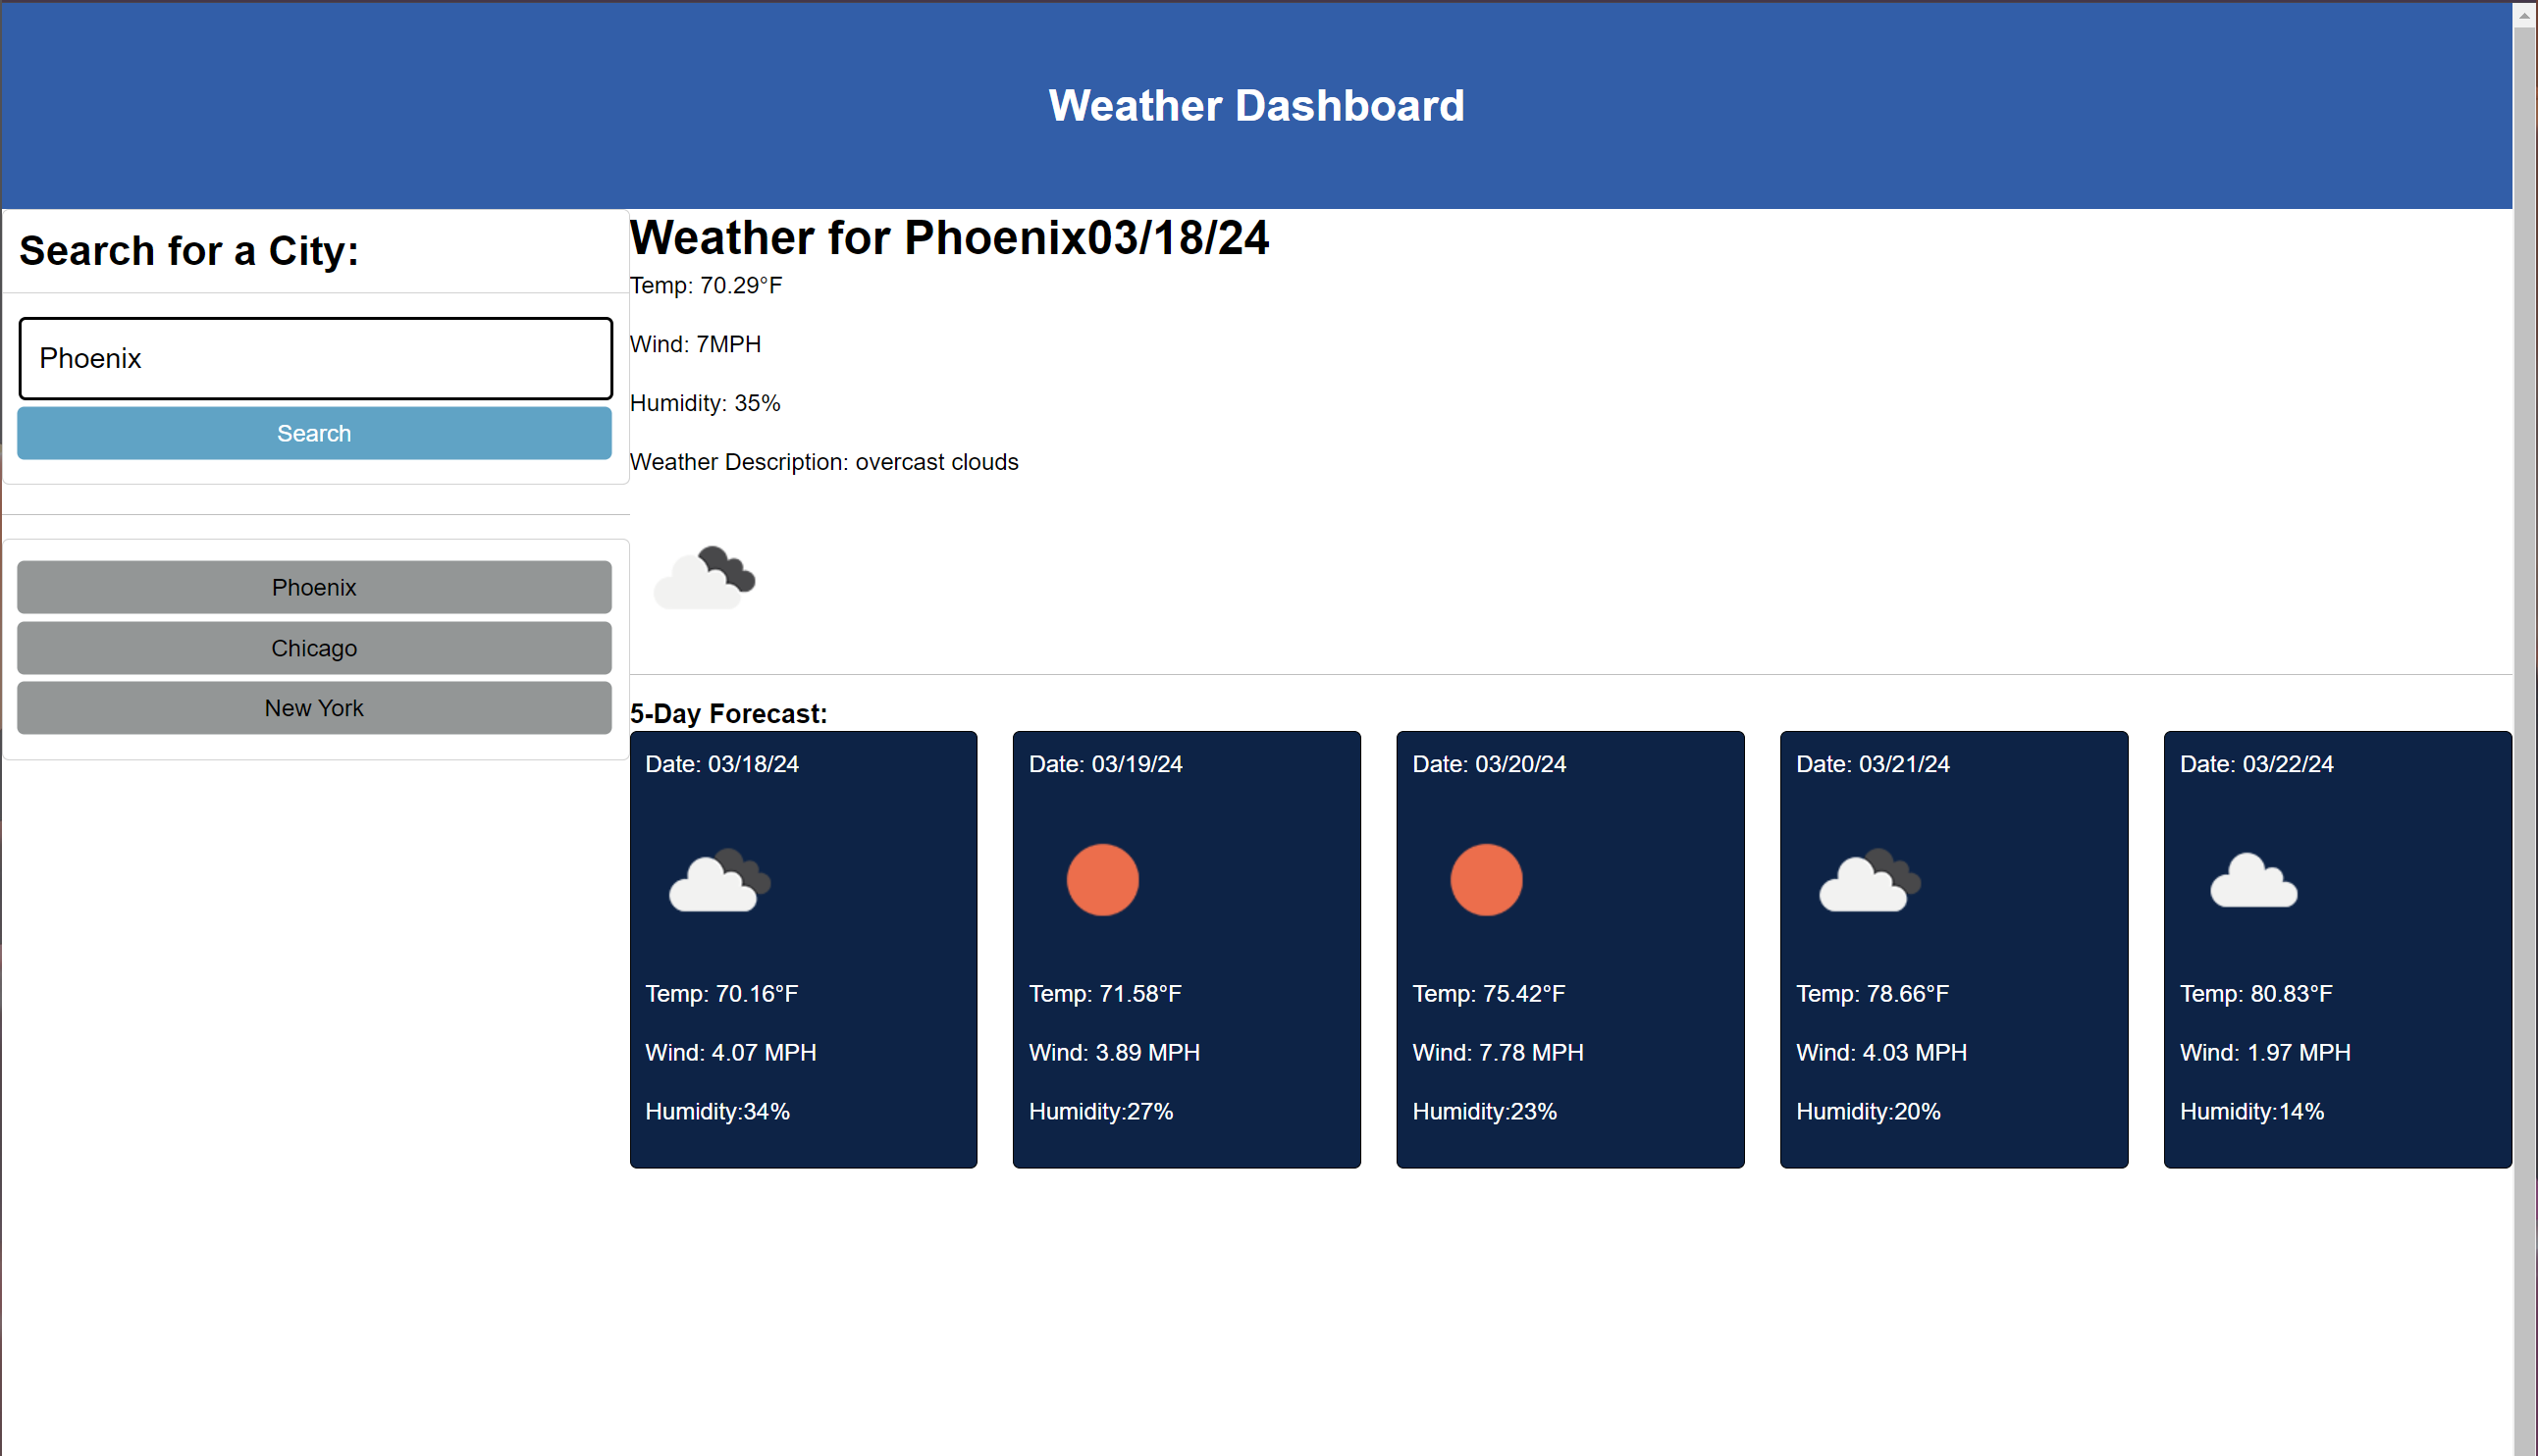 Weather Dashboard
Search for a City:
Phoenix
Search
Phoenix
Chicago
New York
Weather for Phoenix03/18/24
Temp: 70.29°F
Wind: 7MPH
Humidity: 35%
Weather Description: overcast clouds
5-Day Forecast:
Date: 03/18/24
Temp: 70.16°F
Wind: 4.07 MPH
Humidity:34%
Date: 03/19/24
Temp: 71.58°F
Wind: 3.89 MPH
Humidity:27%
Date: 03/20/24
Temp: 75.42°F
Wind: 7.78 MPH
Humidity:23%
Date: 03/21/24
Temp: 78.66°F
Wind: 4.03 MPH
Humidity:20%
Date: 03/22/24
Temp: 80.83°F
Wind: 1.97 MPH
Humidity:14%